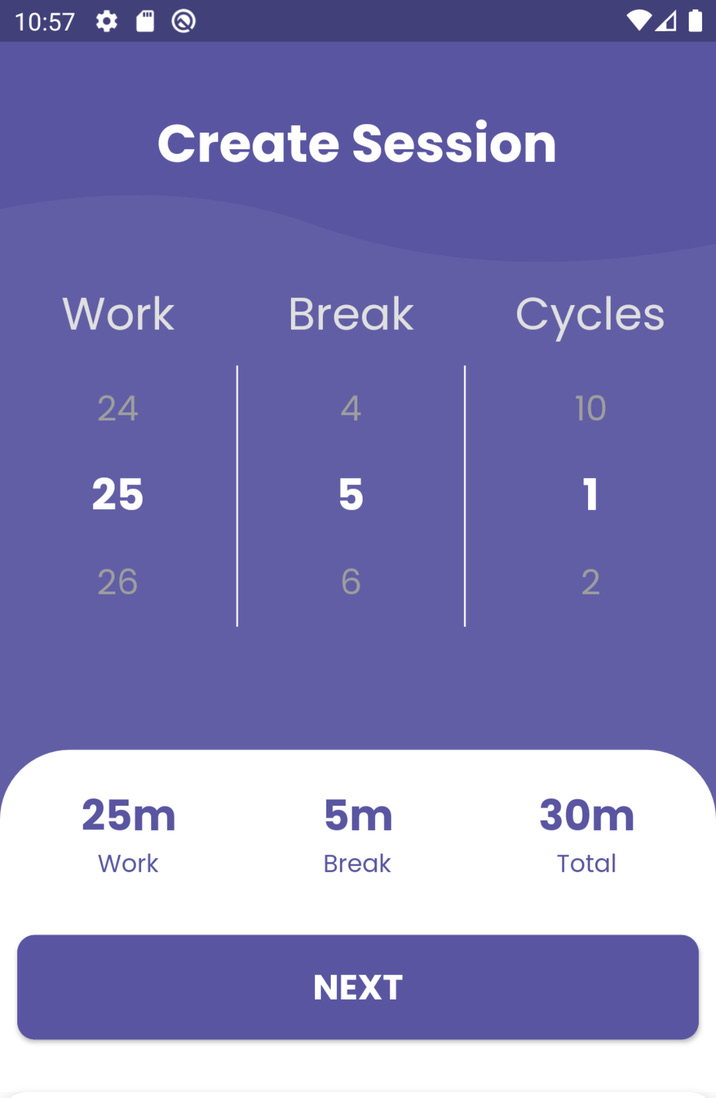 10:57
Create Session
Work Break Cycles
24 4 10
25 5 1
26 6 2
25m 5m 30m
Work Break Total
NEXT